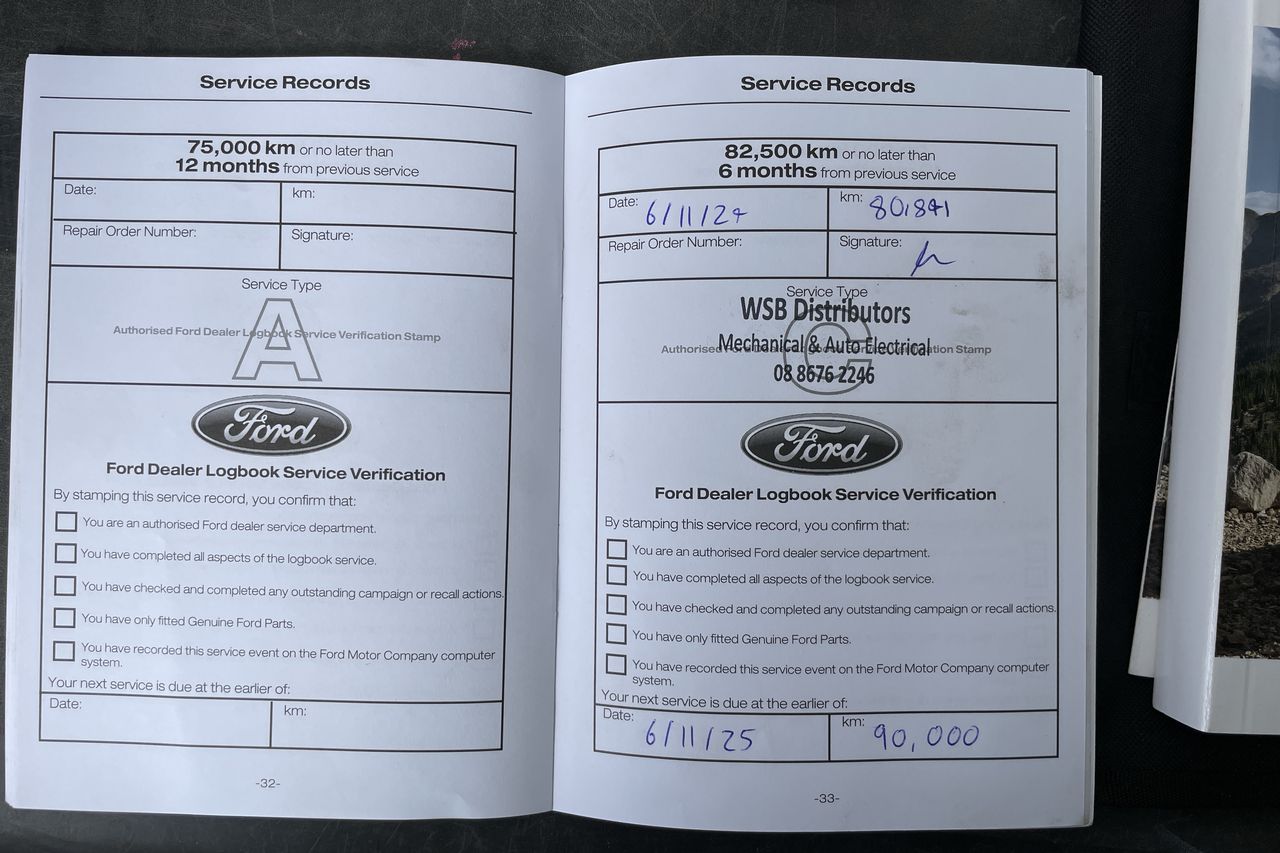 Service Records
75,000 km or no later than
12 months from previous service
Date:
km:
Repair Order Number:
Signature:
Service Type
A
Authorised Ford Dealer Logbook Service Verification Stamp
Ford
Ford Dealer Logbook Service Verification
By stamping this service record, you confirm that:
You are an authorised Ford dealer service department.
You have completed all aspects of the logbook service.
You have checked and completed any outstanding campaign or recall actions.
You have only fitted Genuine Ford Parts.
You have recorded this service event on the Ford Motor Company computer
system.
Your next service is due at the earlier of:
Date:
km:
-32-
Service Records
82,500 km or no later than
6 months from previous service
Date: 6/11/24
km: 80,841
Repair Order Number:
Signature:
Service Type
WSB Distributors
C
Mechanical & Auto Electrical
Authorised Ford Dealer Logbook Service Verification Stamp
08 8676 2246
Ford
Ford Dealer Logbook Service Verification
By stamping this service record, you confirm that:
You are an authorised Ford dealer service department.
You have completed all aspects of the logbook service.
You have checked and completed any outstanding campaign or recall actions.
You have only fitted Genuine Ford Parts.
You have recorded this service event on the Ford Motor Company computer
system.
Your next service is due at the earlier of:
Date: 6/11/25
km: 90,000
-33-